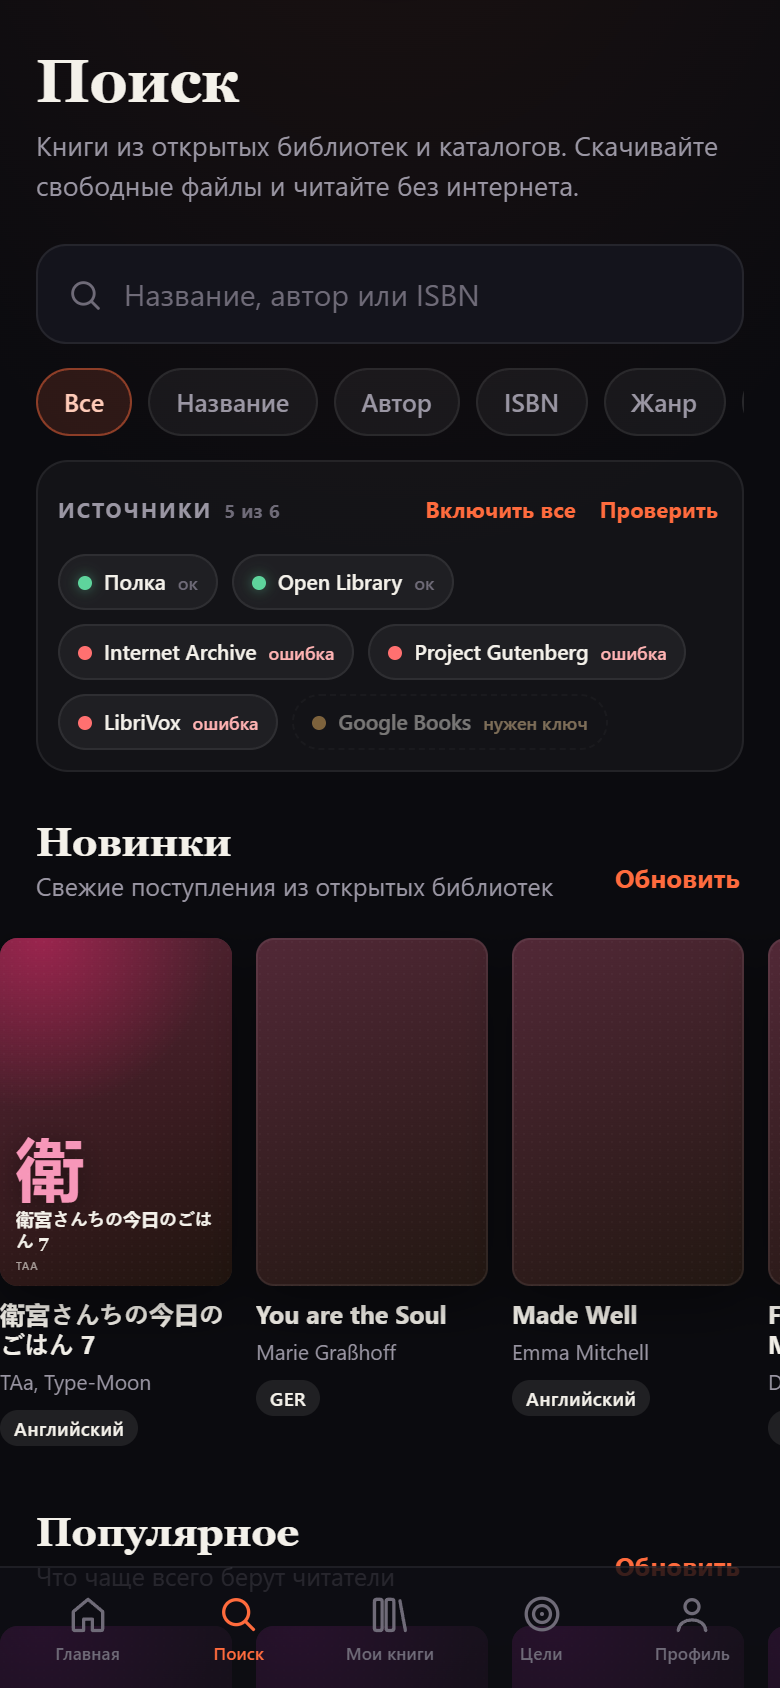 Поиск
Книги из открытых библиотек и каталогов. Скачивайте
свободные файлы и читайте без интернета.
Название, автор или ISBN
Все Название Автор ISBN Жанр
ИСТОЧНИКИ 5 из 6 Включить все Проверить
Полка ок Open Library ок
Internet Archive ошибка Project Gutenberg ошибка
LibriVox ошибка Google Books нужен ключ
Новинки
Свежие поступления из открытых библиотек Обновить
衛
衛宮さんちの今日のごは
ん 7
TAA
衛宮さんちの今日の
ごはん 7
TAa, Type-Moon
Английский
You are the Soul
Marie Graßhoff
GER
Made Well
Emma Mitchell
Английский
Популярное
Что чаще всего берут читатели Обновить
Главная Поиск Мои книги Цели Профиль